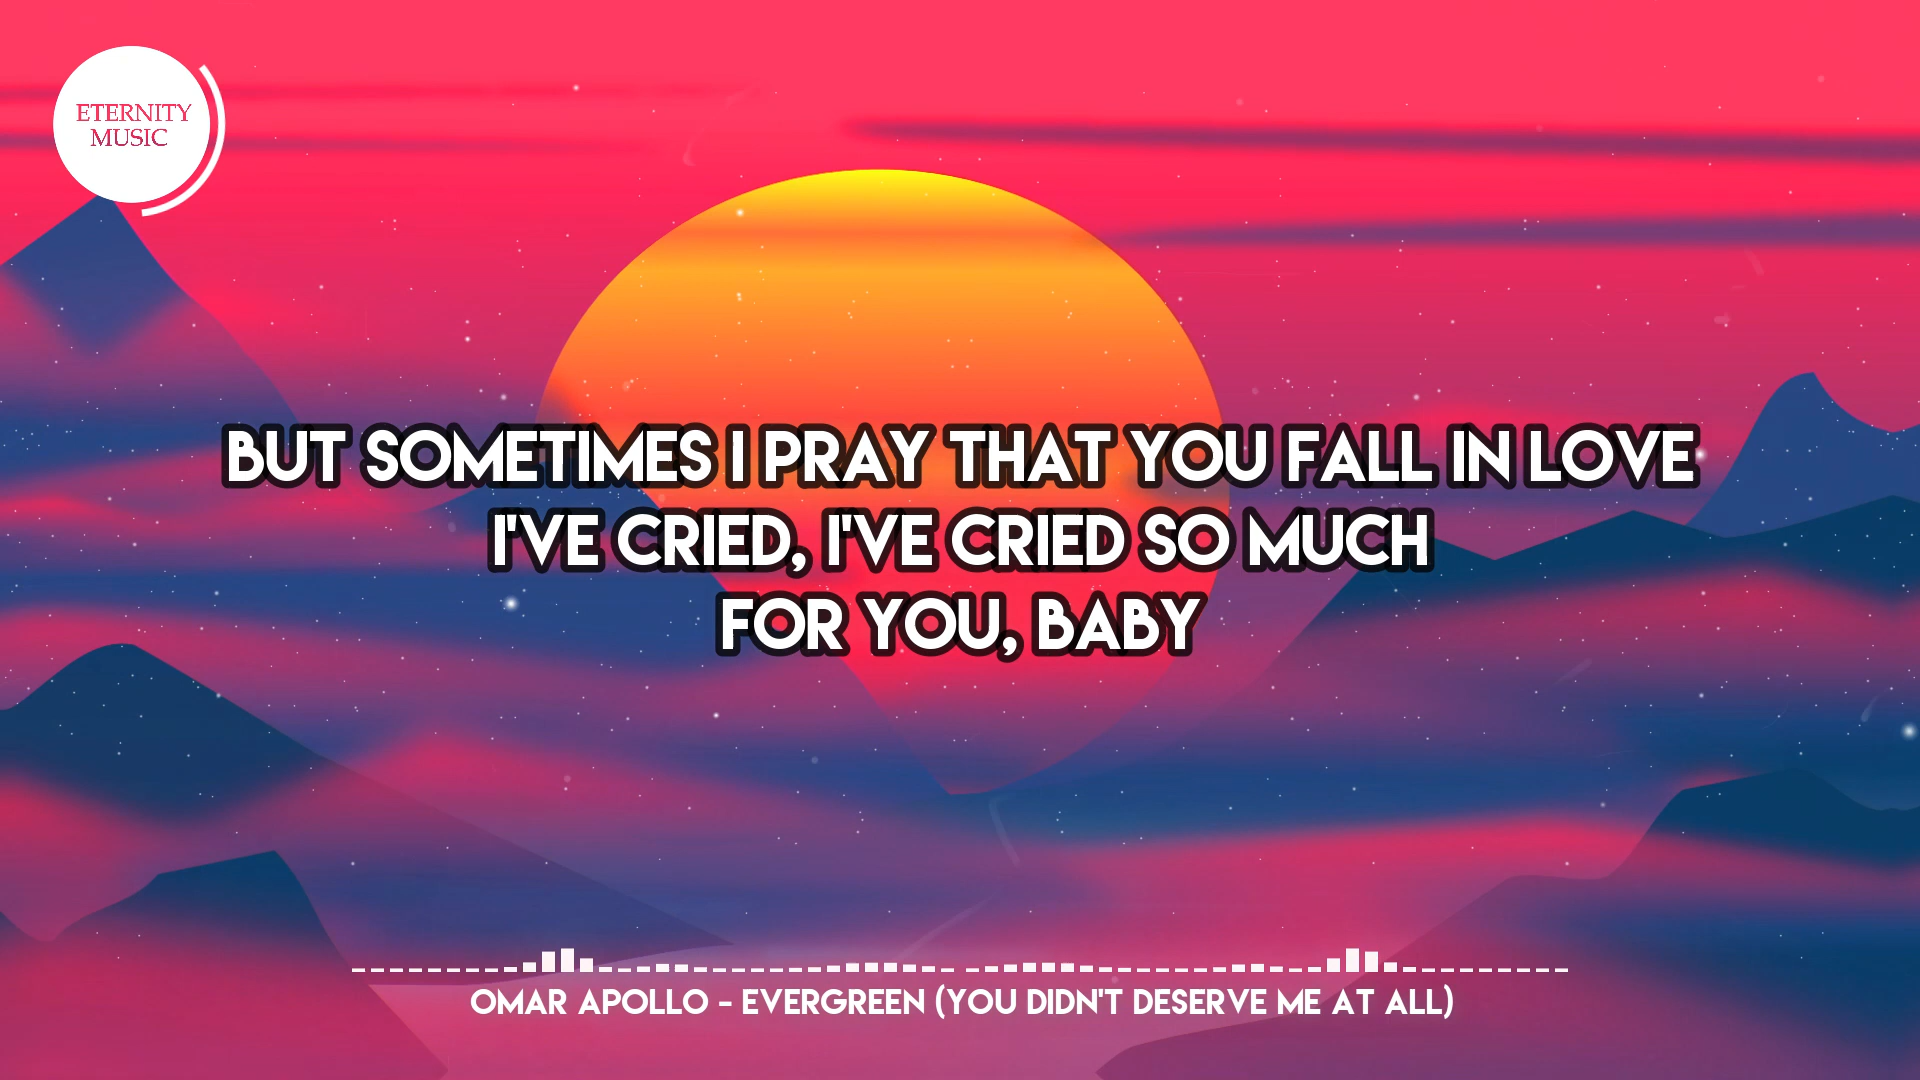 ETERNITY
MUSIC
BUT SOMETIMES I PRAY THAT YOU FALL IN LOVE
I'VE CRIED, I'VE CRIED SO MUCH
FOR YOU, BABY
OMAR APOLLO - EVERGREEN (YOU DIDN'T DESERVE ME AT ALL)